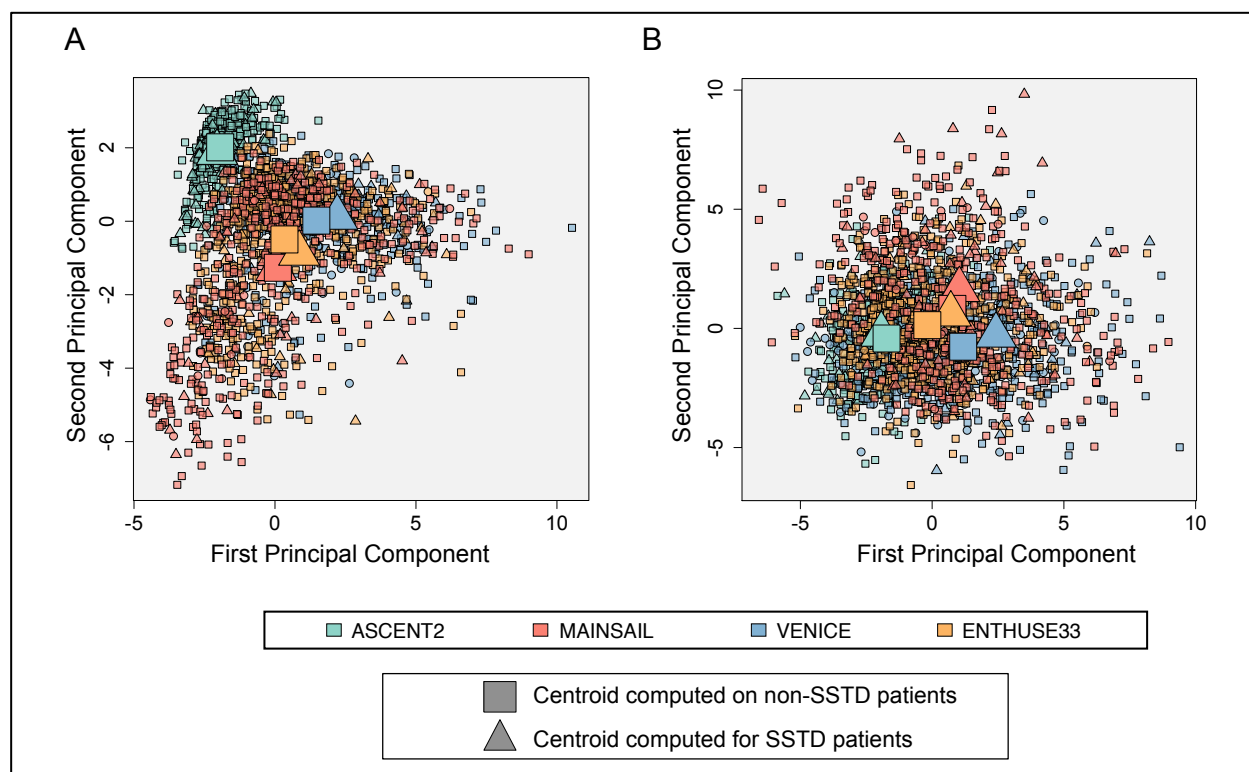 A
B
2
0
-2
-4
-6
Second Principal Component
-5
0
5
10
First Principal Component
10
5
0
-5
Second Principal Component
-5
0
5
10
First Principal Component
ASCENT2 MAINSAIL VENICE ENTHUSE33
Centroid computed on non-SSTD patients
Centroid computed for SSTD patients